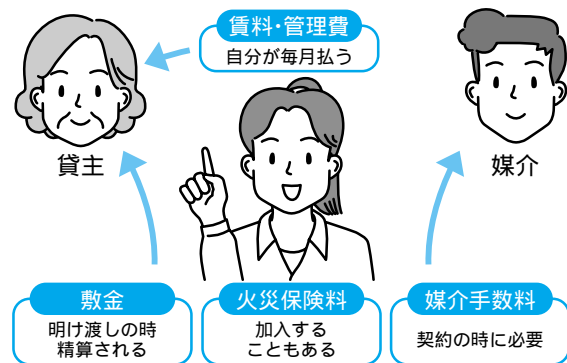 賃料・管理費
自分が毎月払う
貸主
媒介
敷金
明け渡しの時
精算される
火災保険料
加入する
こともある
媒介手数料
契約の時に必要